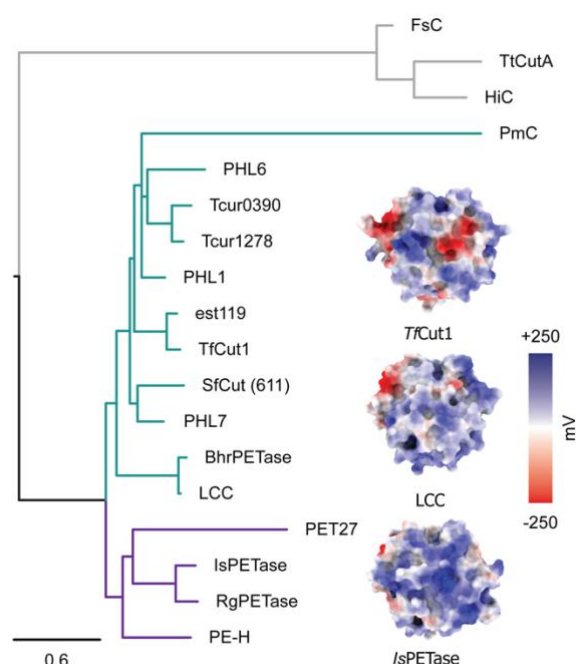 FsC
TtCutA
HiC
PmC
PHL6
Tcur0390
Tcur1278
PHL1
est119
TfCut1
SfCut (611)
PHL7
BhrPETase
LCC
PET27
IsPETase
RgPETase
PE-H
0.6
TfCut1
LCC
IsPETase
+250
mV
-250